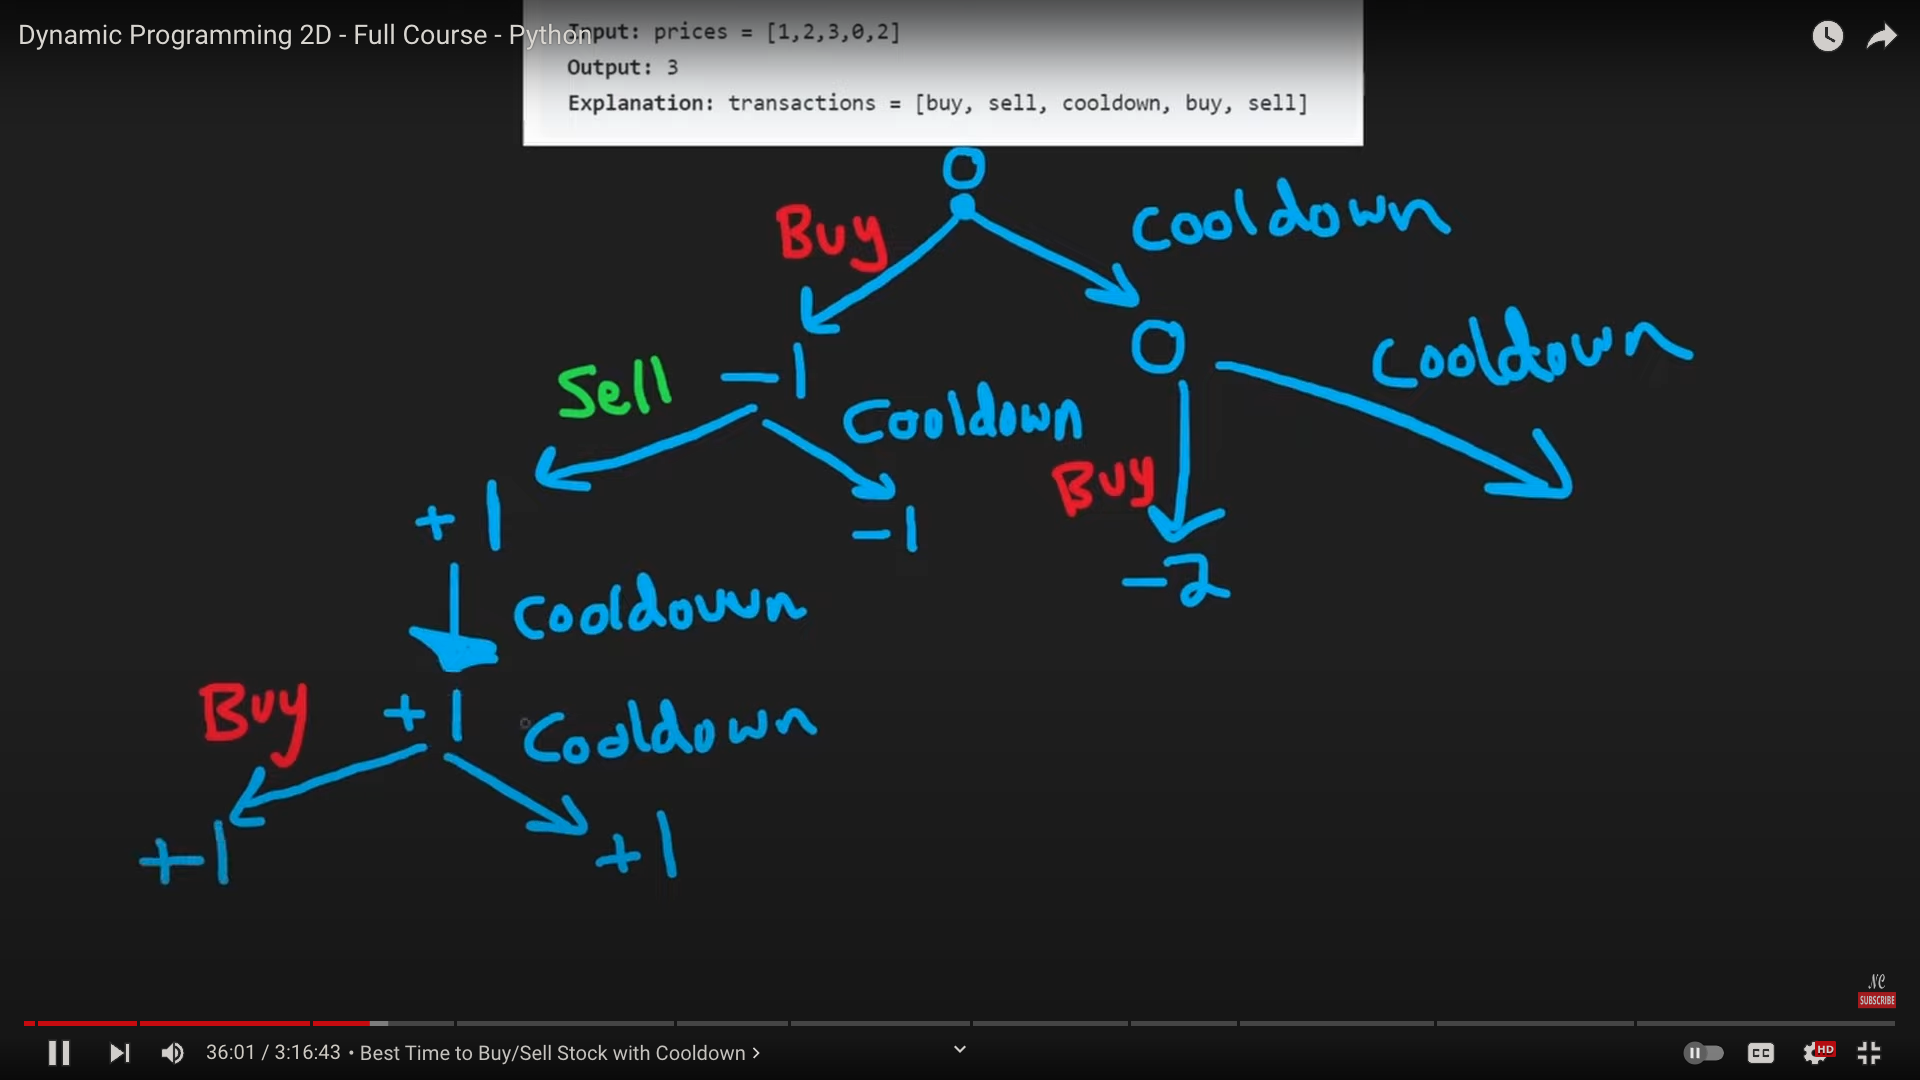 Dynamic Programming 2D - Full Course - Python
Input: prices = [1,2,3,0,2]
Output: 3
Explanation: transactions = [buy, sell, cooldown, buy, sell]
0
Buy
Cooldown
0
Cooldown
Sell
-1
Cooldown
Buy
+1
-1
-2
Cooldown
Buy
+1
Cooldown
+1
+1
NC
SUBSCRIBE
36:01 / 3:16:43 • Best Time to Buy/Sell Stock with Cooldown >
CC
HD